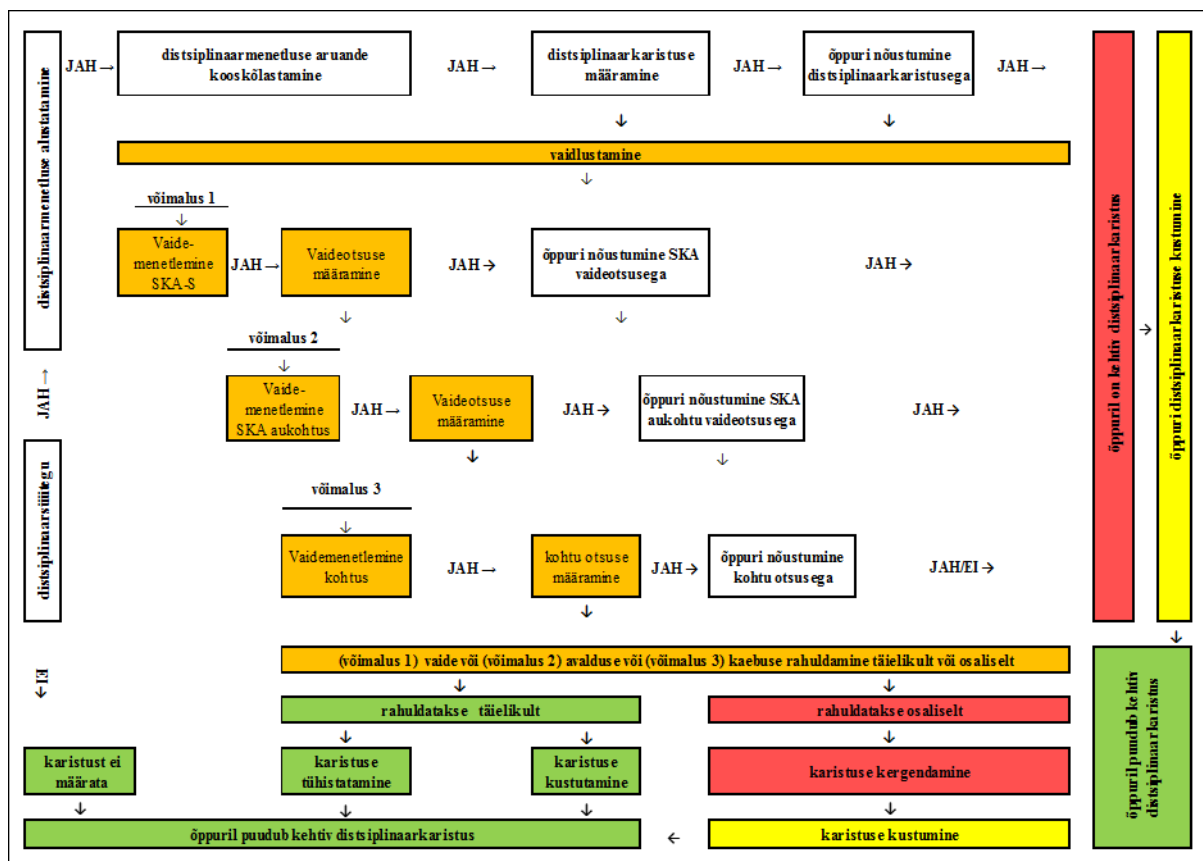 distsiplinaarmenetluse alustatamine
JAH →
distsiplinaarmenetluse aruande
kooskõlastamine
JAH →
distsiplinaarkaristuse
määramine
JAH →
õppuri nõustumine
distsiplinaarkaristusega
JAH →
↓
↓
vaidlustamine
↓
võimalus 1
↓
Vaide-
menetlemine
SKA-S
JAH →
Vaideotsuse
määramine
JAH →
õppuri nõustumine SKA
vaideotsusega
JAH →
↓
↓
võimalus 2
↓
Vaide-
menetlemine
SKA aukohtus
JAH →
Vaideotsuse
määramine
JAH →
õppuri nõustumine SKA
aukohtu vaideotsusega
JAH →
↓
↓
JAH →
distsiplinaarsüütegu
võimalus 3
↓
Vaidemenetlemine
kohtus
JAH →
kohtu otsuse
määramine
JAH →
õppuri nõustumine
kohtu otsusega
JAH/EI →
↓
õppuril on kehtiv distsiplinaarkaristus
→
õppuri distsiplinaarkaristuse kustumine
↓
EI →
(võimalus 1) vaide või (võimalus 2) avalduse või (võimalus 3) kaebuse rahuldamine täielikult või osaliselt
↓
↓
rahuldatakse täielikult
rahuldatakse osaliselt
karistust ei
määrata
karistuse
tühistatamine
karistuse
kustutamine
karistuse kergendamine
↓
↓
↓
↓
õppuril puudub kehtiv distsiplinaarkaristus
←
karistuse kustumine
õppuril puudub kehtiv
distsiplinaarkaristus